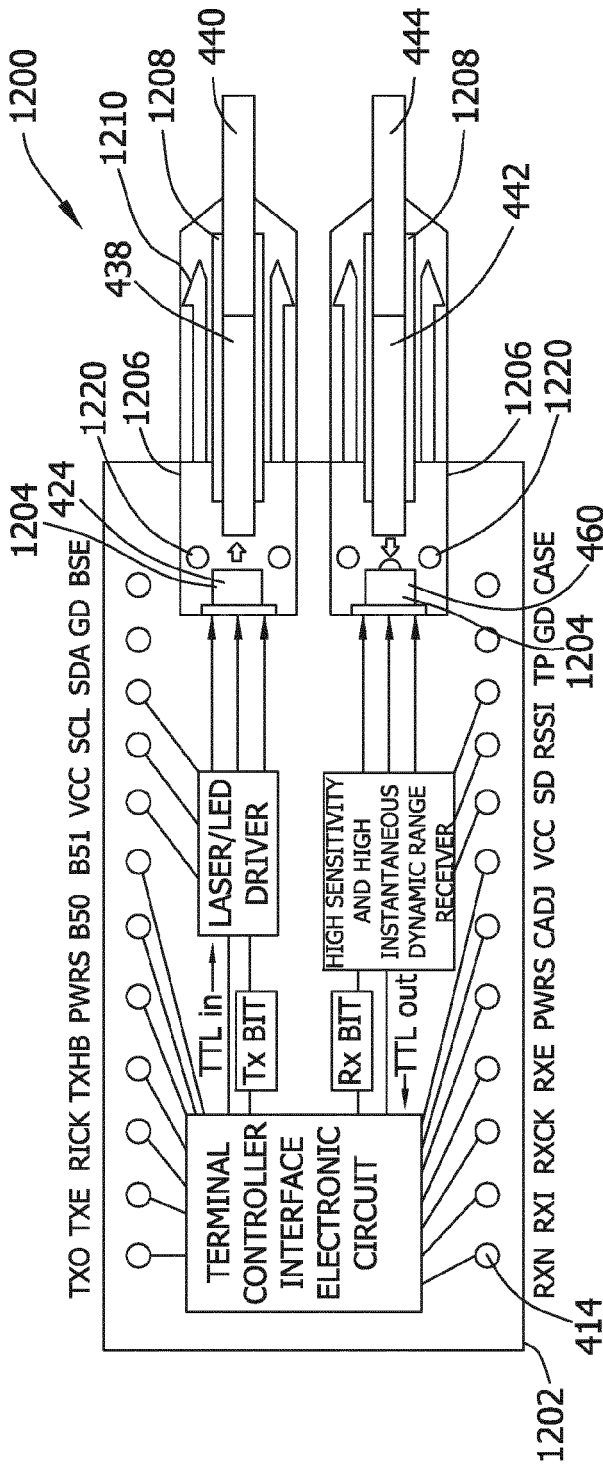 1200
TXO TXE RICK TXHB PWRS B50 B51 VCC SCL SDA GD BSE
1204
424
1220
1206
438
1210
1208
440
TTL in
LASER/LED
DRIVER
Tx BIT
TERMINAL
CONTROLLER
INTERFACE
ELECTRONIC
CIRCUIT
Rx BIT
TTL out
HIGH SENSITIVITY
AND HIGH
INSTANTANEOUS
DYNAMIC RANGE
RECEIVER
444
1208
442
1206
1220
460
1204
RXN RXI RXCK RXE PWRS CADJ VCC SD RSSI TP GD CASE
414
1202